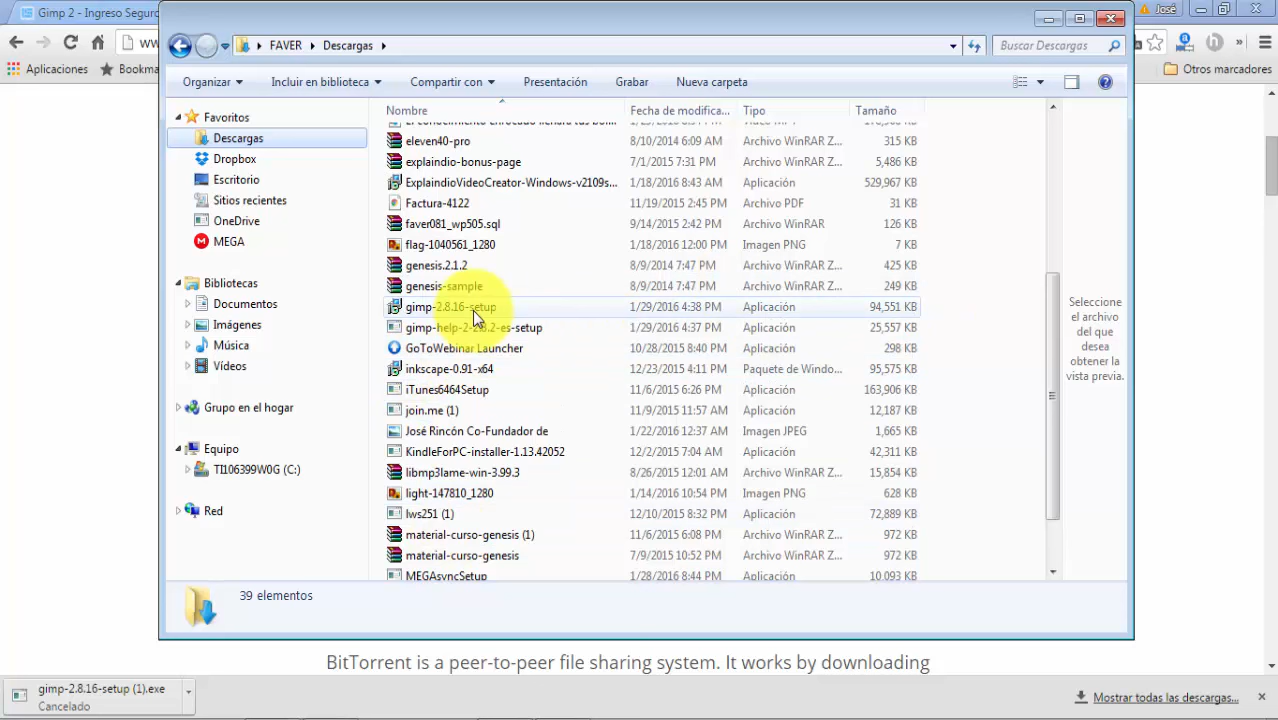 Gimp 2 - Ingreso Seguro
José
www
Aplicaciones
Bookma
Otros marcadores
FAVER Descargas
Buscar Descargas
Organizar Incluir en biblioteca Compartir con Presentación Grabar Nueva carpeta
Favoritos
Descargas
Dropbox
Escritorio
Sitios recientes
OneDrive
MEGA
Bibliotecas
Documentos
Imágenes
Música
Vídeos
Grupo en el hogar
Equipo
TI106399W0G (C:)
Red
Nombre Fecha de modifica... Tipo Tamaño
eleven40-pro 8/10/2014 6:09 AM Archivo WinRAR Z... 315 KB
explaindio-bonus-page 7/1/2015 7:31 PM Archivo WinRAR Z... 5,486 KB
ExplaindioVideoCreator-Windows-v2109s... 1/18/2016 8:43 AM Aplicación 529,967 KB
Factura-4122 11/19/2015 2:45 PM Archivo PDF 31 KB
faver081_wp505.sql 9/14/2015 2:42 PM Archivo WinRAR 126 KB
flag-1040561_1280 1/18/2016 12:00 PM Imagen PNG 7 KB
genesis.2.1.2 8/9/2014 7:47 PM Archivo WinRAR Z... 425 KB
genesis-sample 8/9/2014 7:47 PM Archivo WinRAR Z... 249 KB
gimp-2.8.16-setup 1/29/2016 4:38 PM Aplicación 94,551 KB
gimp-help-2-2.8.2-es-setup 1/29/2016 4:37 PM Aplicación 25,557 KB
GoToWebinar Launcher 10/28/2015 8:40 PM Aplicación 298 KB
inkscape-0.91-x64 12/23/2015 4:11 PM Paquete de Windo... 95,575 KB
iTunes6464Setup 11/6/2015 6:26 PM Aplicación 163,906 KB
join.me (1) 11/9/2015 11:57 AM Aplicación 12,187 KB
José Rincón Co-Fundador de 1/22/2016 12:37 AM Imagen JPEG 1,665 KB
KindleForPC-installer-1.13.42052 12/2/2015 7:04 AM Aplicación 42,311 KB
libmp3lame-win-3.99.3 8/26/2015 12:01 AM Archivo WinRAR Z... 15,854 KB
light-147810_1280 1/14/2016 10:54 PM Imagen PNG 628 KB
lws251 (1) 12/10/2015 8:32 PM Aplicación 72,889 KB
material-curso-genesis (1) 11/6/2015 6:08 PM Archivo WinRAR Z... 972 KB
material-curso-genesis 7/9/2015 10:52 PM Archivo WinRAR Z... 972 KB
MEGAsyncSetup 1/28/2016 8:44 PM Aplicación 10,093 KB
Seleccione
el archivo
del que
desea
obtener la
vista previa.
39 elementos
BitTorrent is a peer-to-peer file sharing system. It works by downloading
gimp-2.8.16-setup (1).exe
Cancelado
Mostrar todas las descargas...